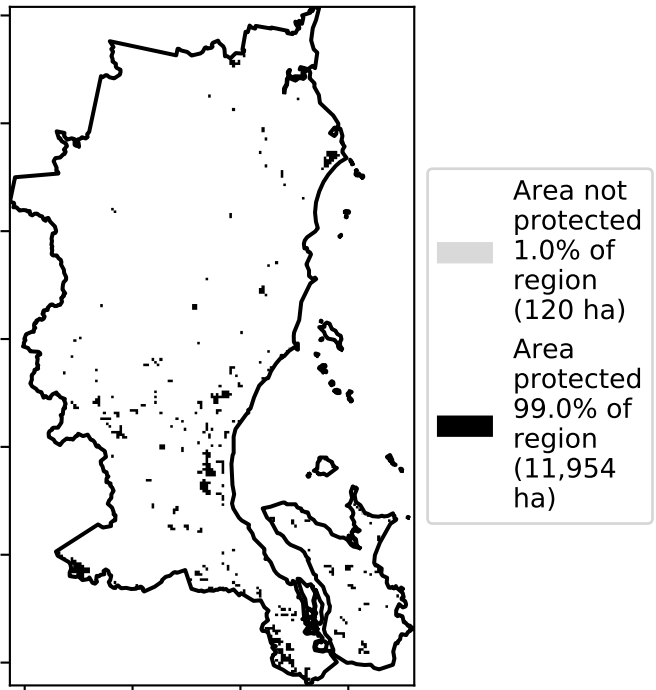 Area not
protected
1.0% of
region
(120 ha)
Area
protected
99.0% of
region
(11,954
ha)